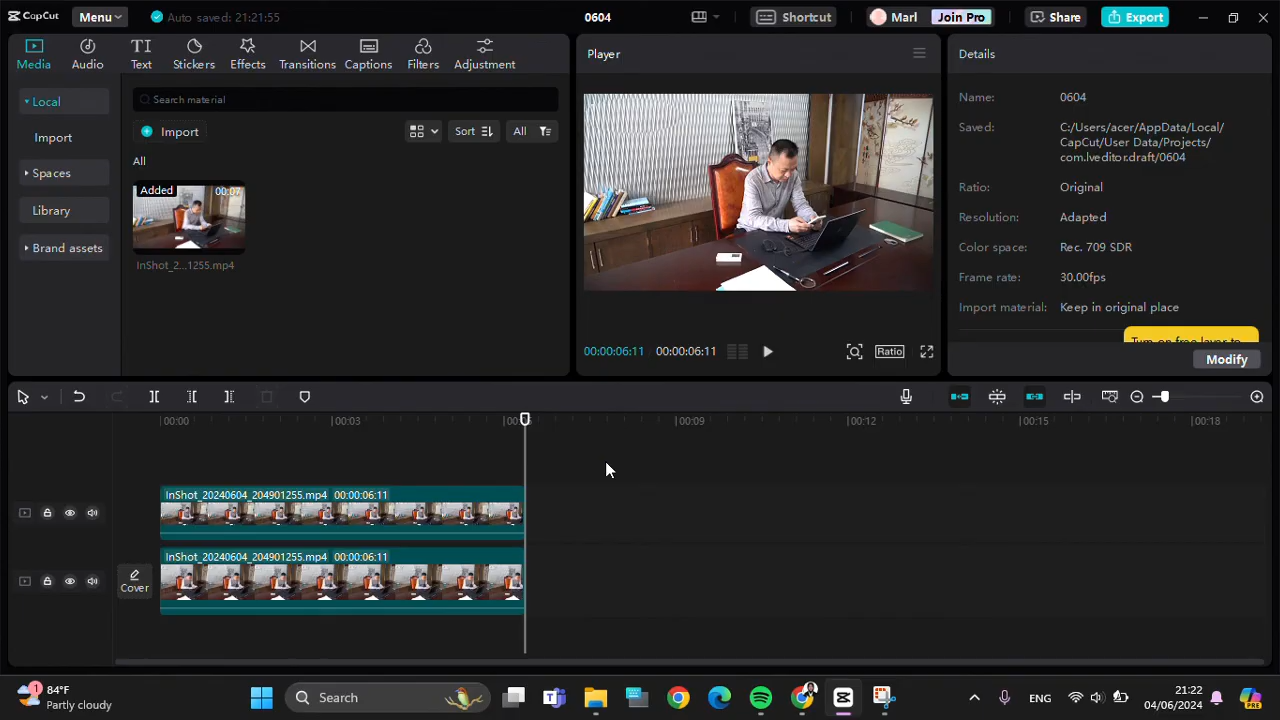 CapCut Menu Auto saved: 21:21:55 0604 Shortcut Marl Join Pro Share Export
Media Audio Text Stickers Effects Transitions Captions Filters Adjustment
Local
Import
Spaces
Library
Brand assets
Search material
Import Sort All
All
Added 00:07
InShot_2...1255.mp4
Player
00:00:06:11 00:00:06:11 Ratio
Details
Name: 0604
Saved: C:/Users/acer/AppData/Local/
CapCut/User Data/Projects/
com.lveditor.draft/0604
Ratio: Original
Resolution: Adapted
Color space: Rec. 709 SDR
Frame rate: 30.00fps
Import material: Keep in original place
Turn on free layer to
Modify
00:00 00:03 00:09 00:12 00:15 00:18
InShot_20240604_204901255.mp4 00:00:06:11
InShot_20240604_204901255.mp4 00:00:06:11
Cover
1
84°F
Search
PRE
ENG
21:22
04/06/2024